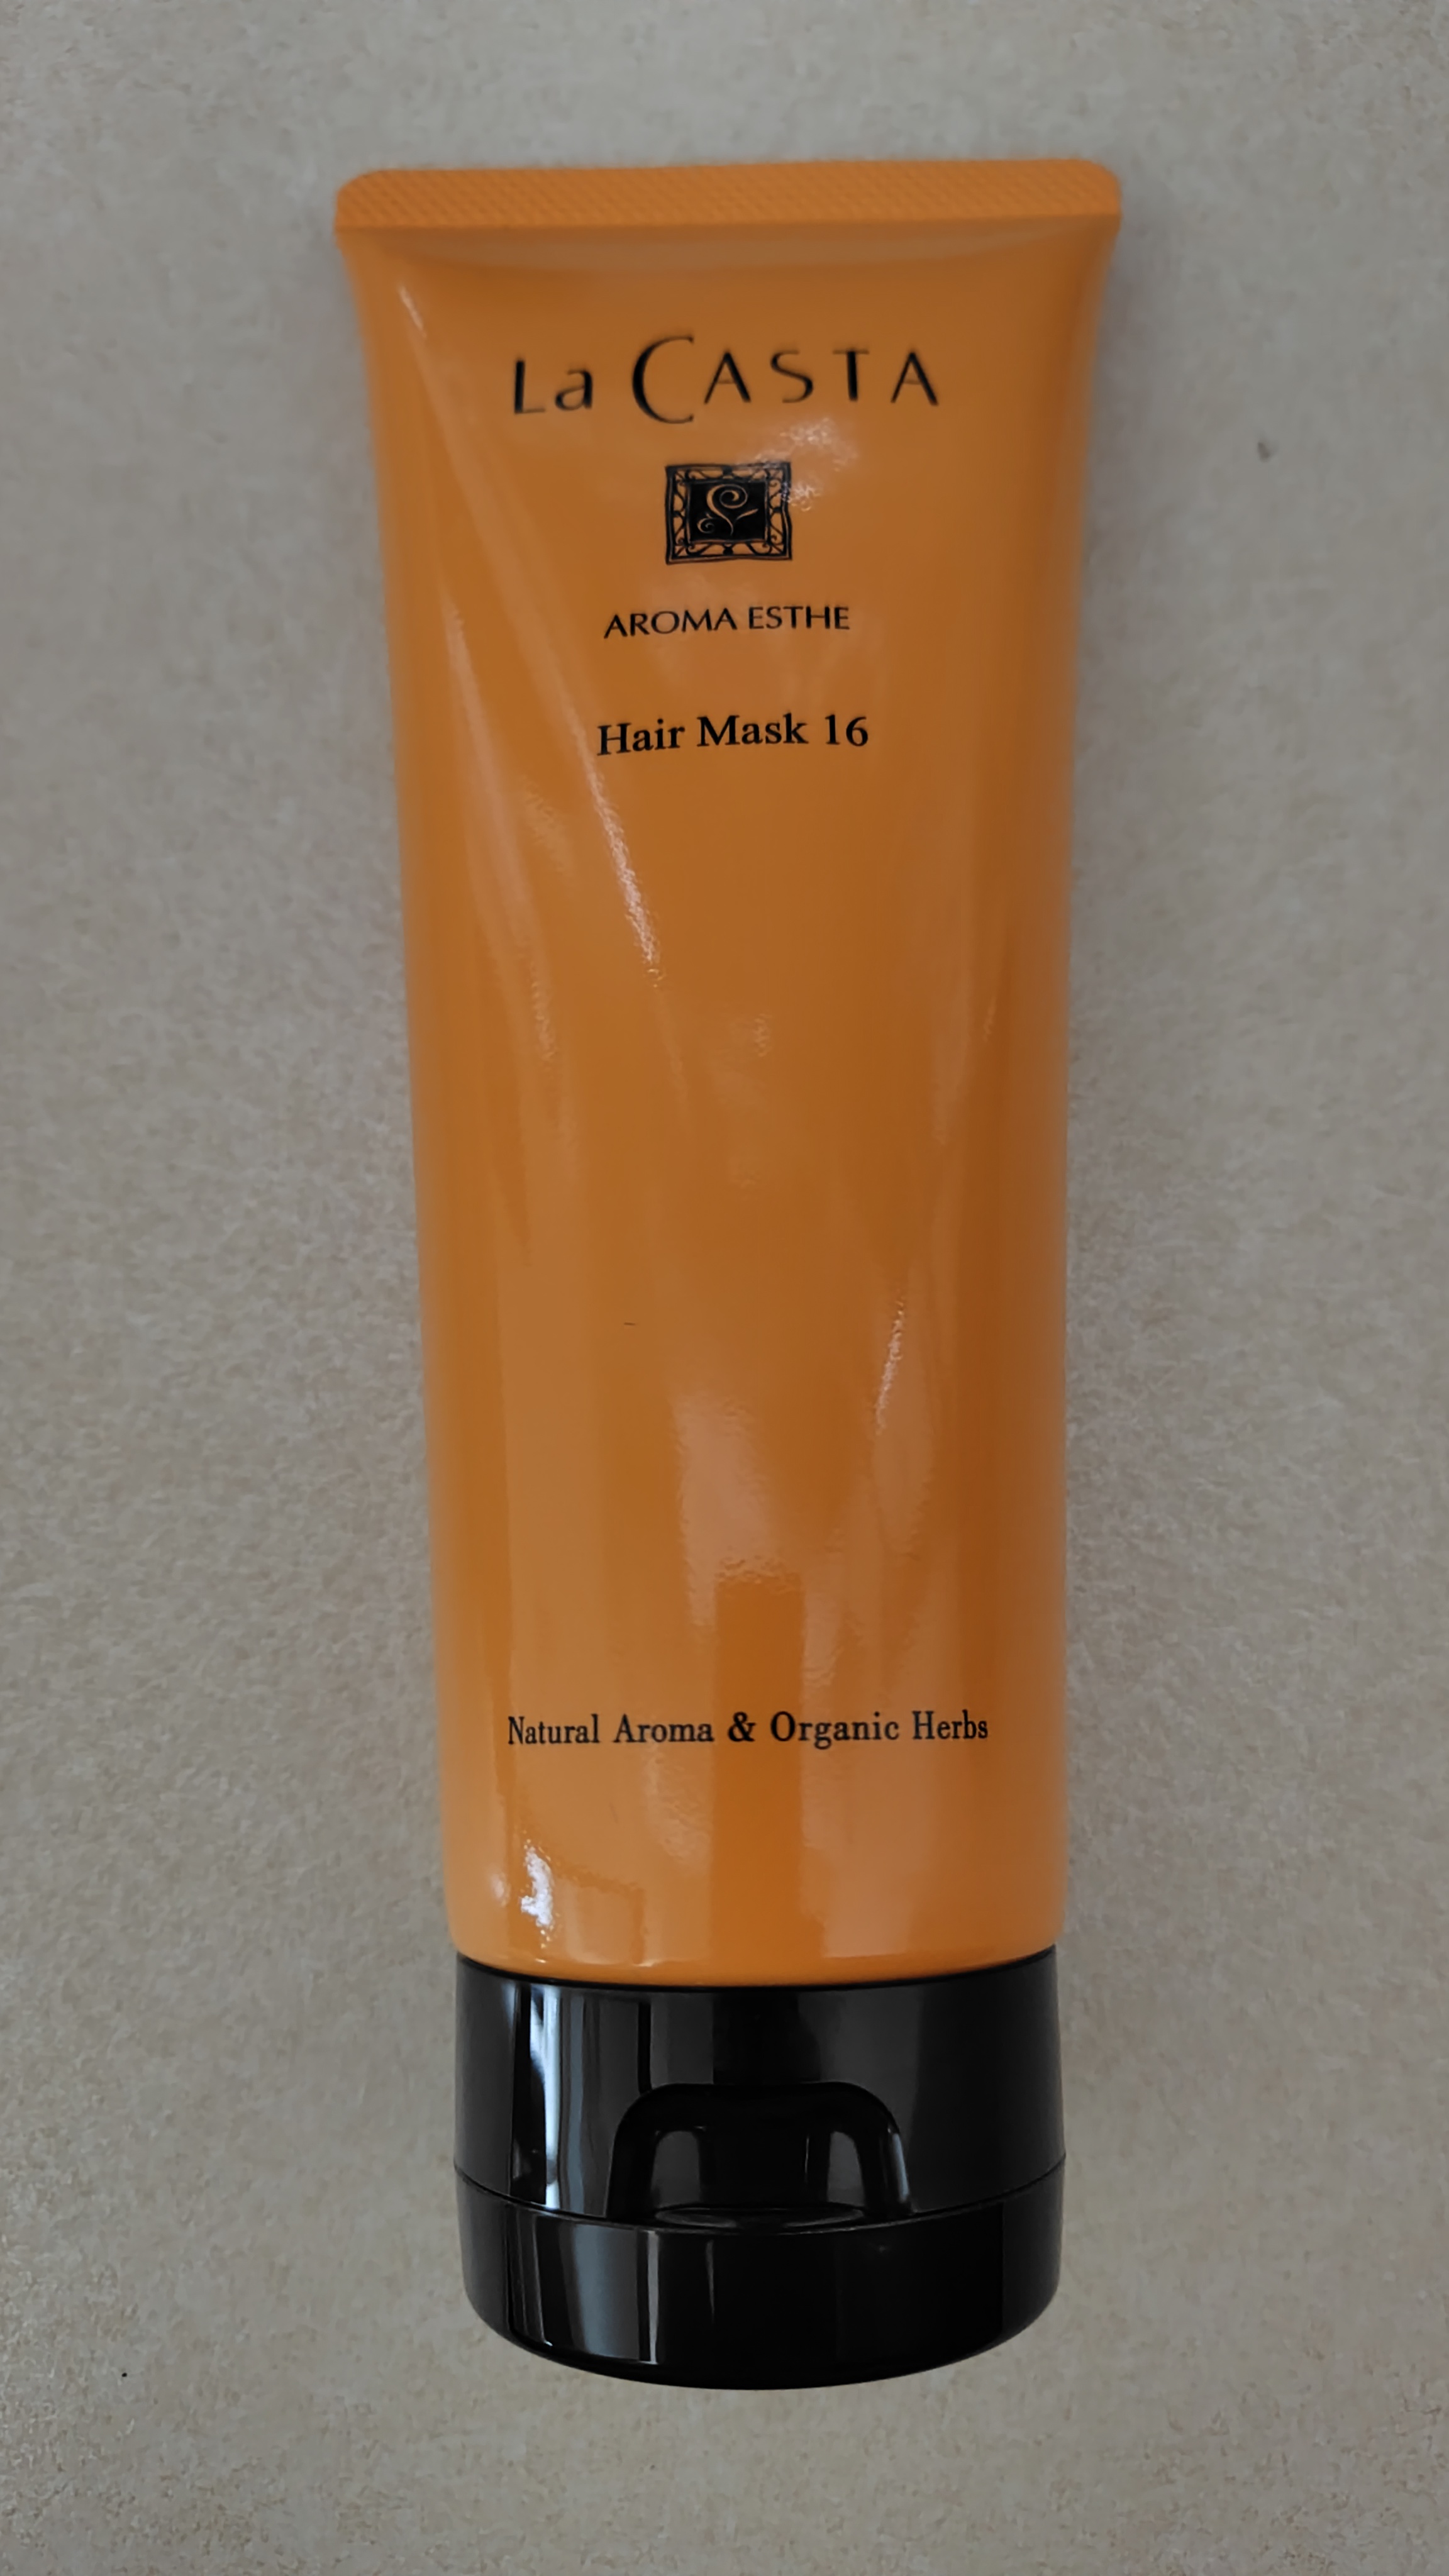 La CASTA
AROMA ESTHE
Hair Mask 16
Natural Aroma & Organic Herbs